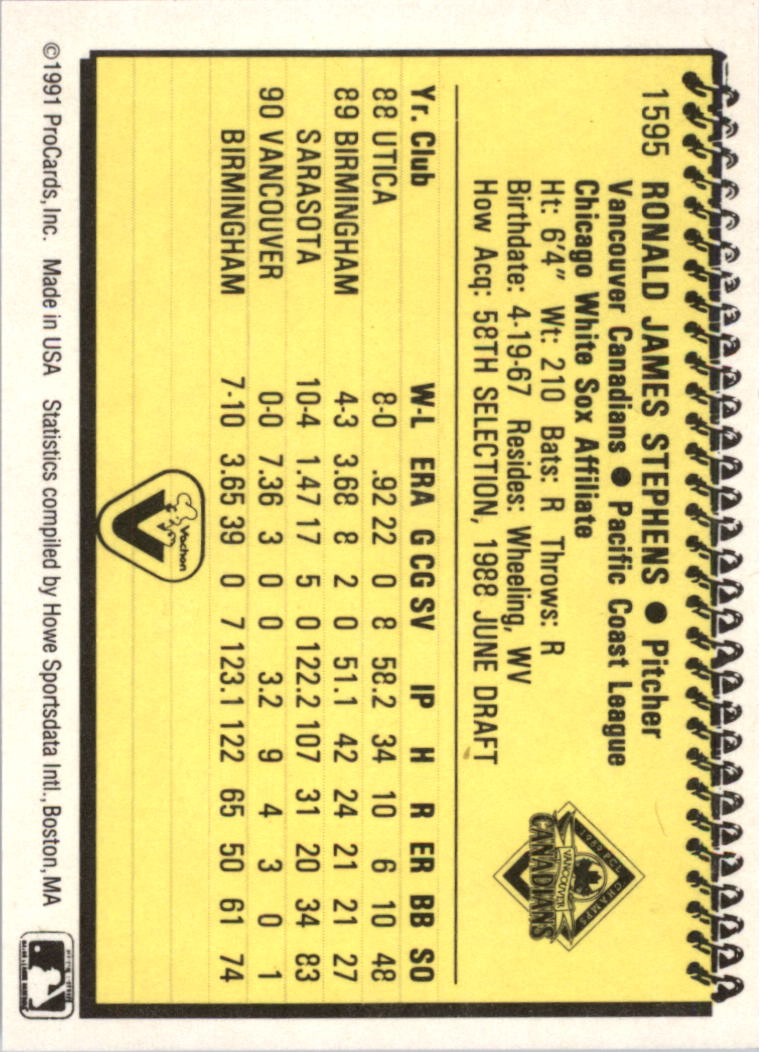 1595 RONALD JAMES STEPHENS ● Pitcher
Vancouver Canadians ● Pacific Coast League
Chicago White Sox Affiliate
Ht: 6'4" Wt: 210 Bats: R Throws: R
Birthdate: 4-19-67 Resides: Wheeling, WV
How Acq: 58TH SELECTION, 1988 JUNE DRAFT
1989 PCL CHAMPS
VANCOUVER
CANADIANS
Yr. Club W-L ERA G CG SV IP H R ER BB SO
88 UTICA 8-0 .92 22 0 8 58.2 34 10 6 10 48
89 BIRMINGHAM 4-3 3.68 8 2 0 51.1 42 24 21 21 27
SARASOTA 10-4 1.47 17 5 0 122.2 107 31 20 34 83
90 VANCOUVER 0-0 7.36 3 0 0 3.2 9 4 3 0 1
BIRMINGHAM 7-10 3.65 39 0 7 123.1 122 65 50 61 74
Vachon
V
©1991 ProCards, Inc. Made in USA Statistics compiled by Howe Sportsdata Intl., Boston, MA